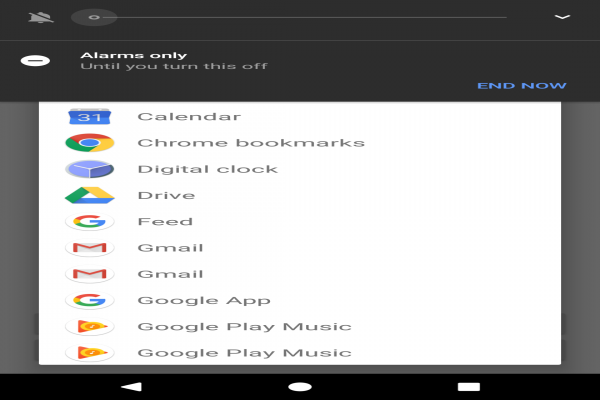 Alarms only
Until you turn this off
END NOW
31 Calendar
Chrome bookmarks
Digital clock
Drive
Feed
Gmail
Gmail
Google App
Google Play Music
Google Play Music